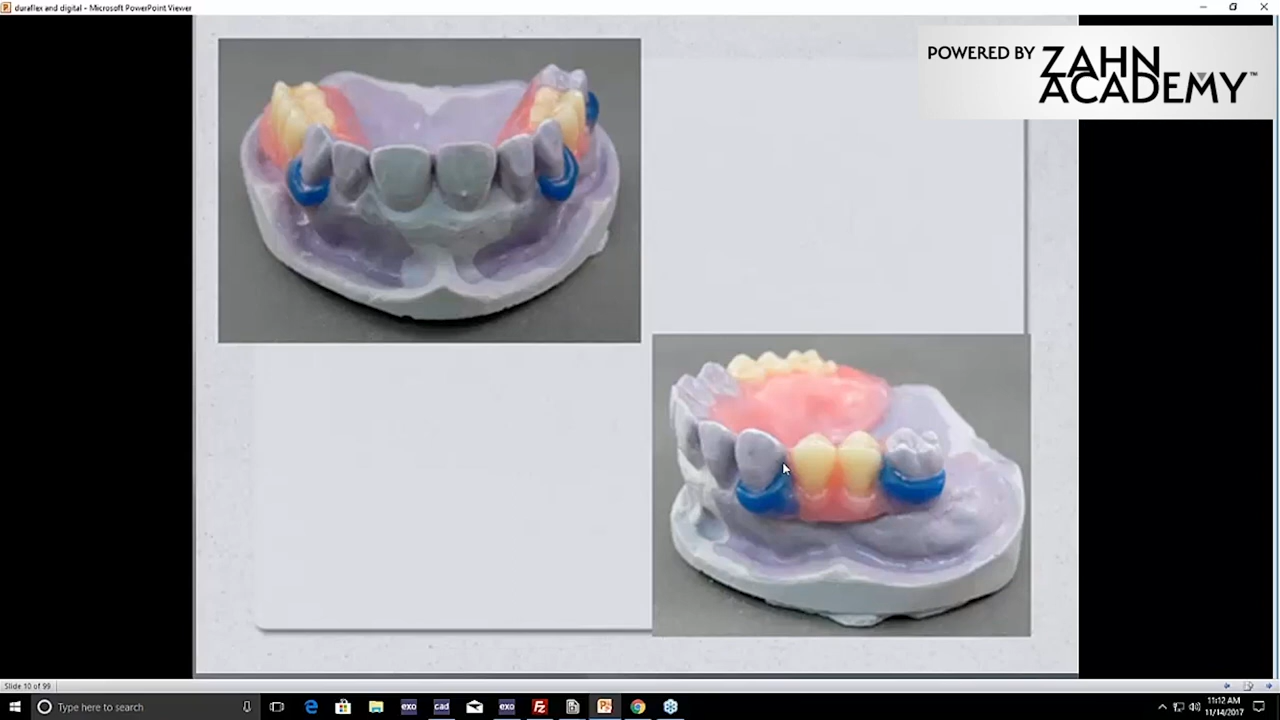 duraflex and digital - Microsoft PowerPoint Viewer
POWERED BY ZAHN ACADEMY™
Slide 10 of 99
Type here to search
exo
cad
exo
11:12 AM
11/14/2017